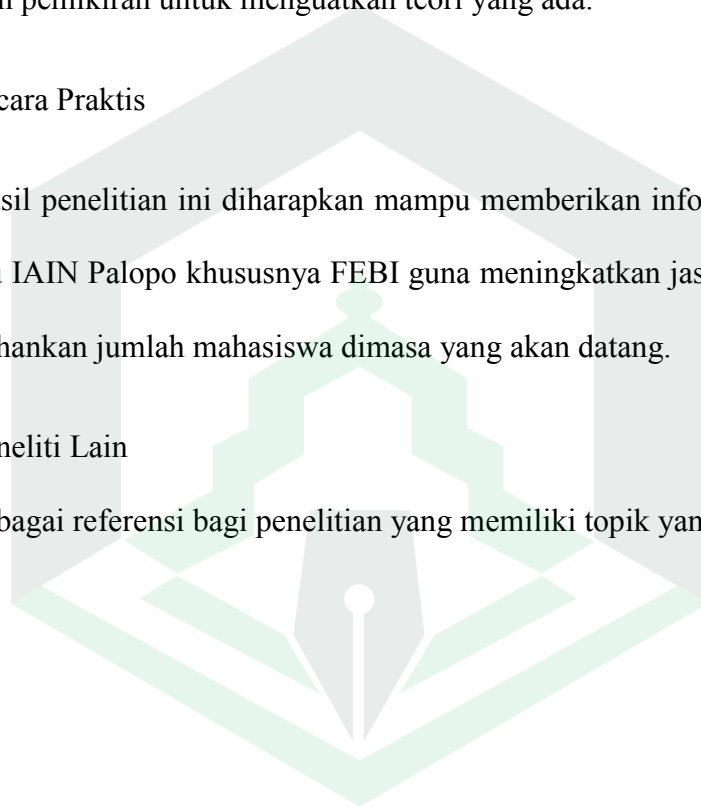 pemikiran untuk menguatkan teori yang ada.
cara Praktis
sil penelitian ini diharapkan mampu memberikan info
IAIN Palopo khususnya FEBI guna meningkatkan jas
hankan jumlah mahasiswa dimasa yang akan datang.
neliti Lain
bagai referensi bagi penelitian yang memiliki topik yan